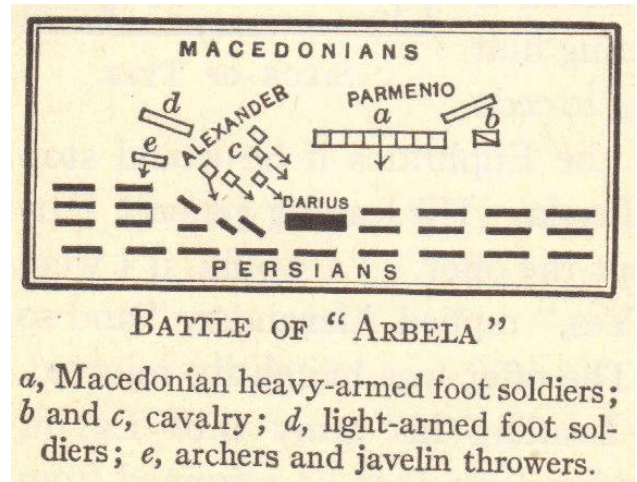 MACEDONIANS
d
ALEXANDER
PARMENIO
a
b
e
c
DARIUS
PERSIANS
BATTLE OF “ARBELA”
a, Macedonian heavy-armed foot soldiers;
b and c, cavalry; d, light-armed foot sol-
diers; e, archers and javelin throwers.